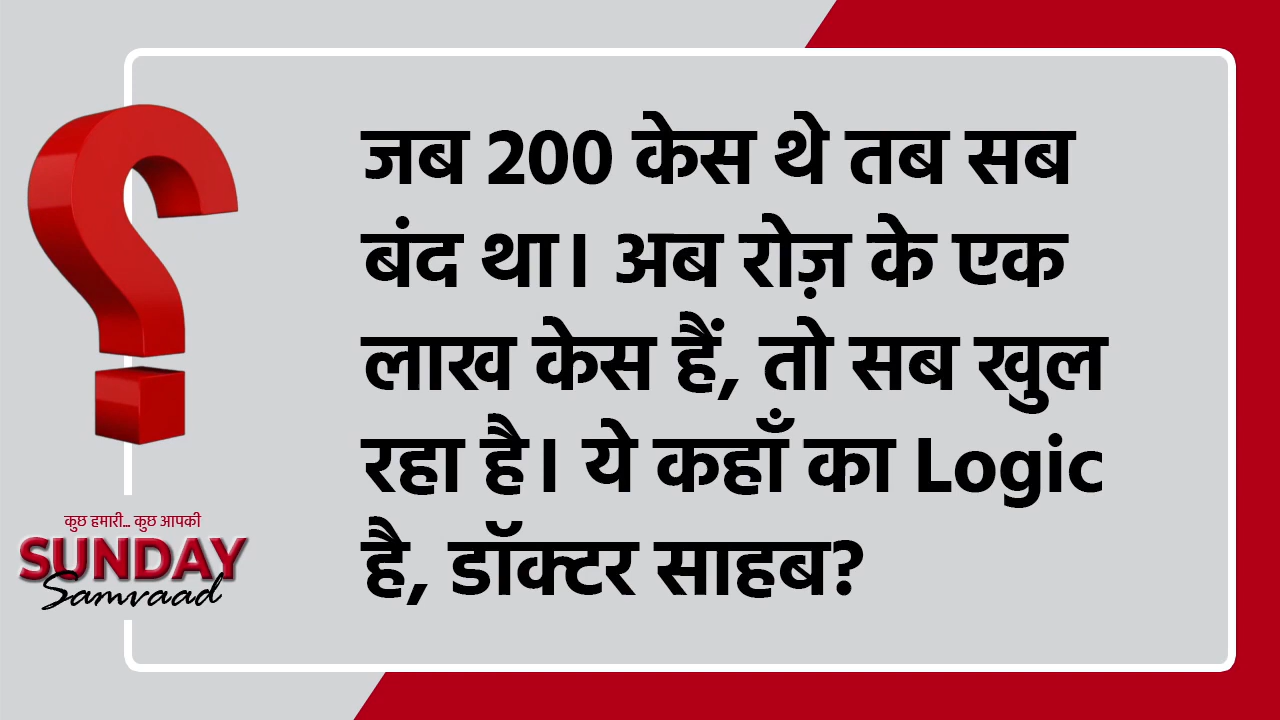 जब 200 केस थे तब सब
बंद था। अब रोज़ के एक
लाख केस हैं, तो सब खुल
रहा है। ये कहाँ का Logic
है, डॉक्टर साहब?
कुछ हमारी... कुछ आपकी
SUNDAY
Samvaad